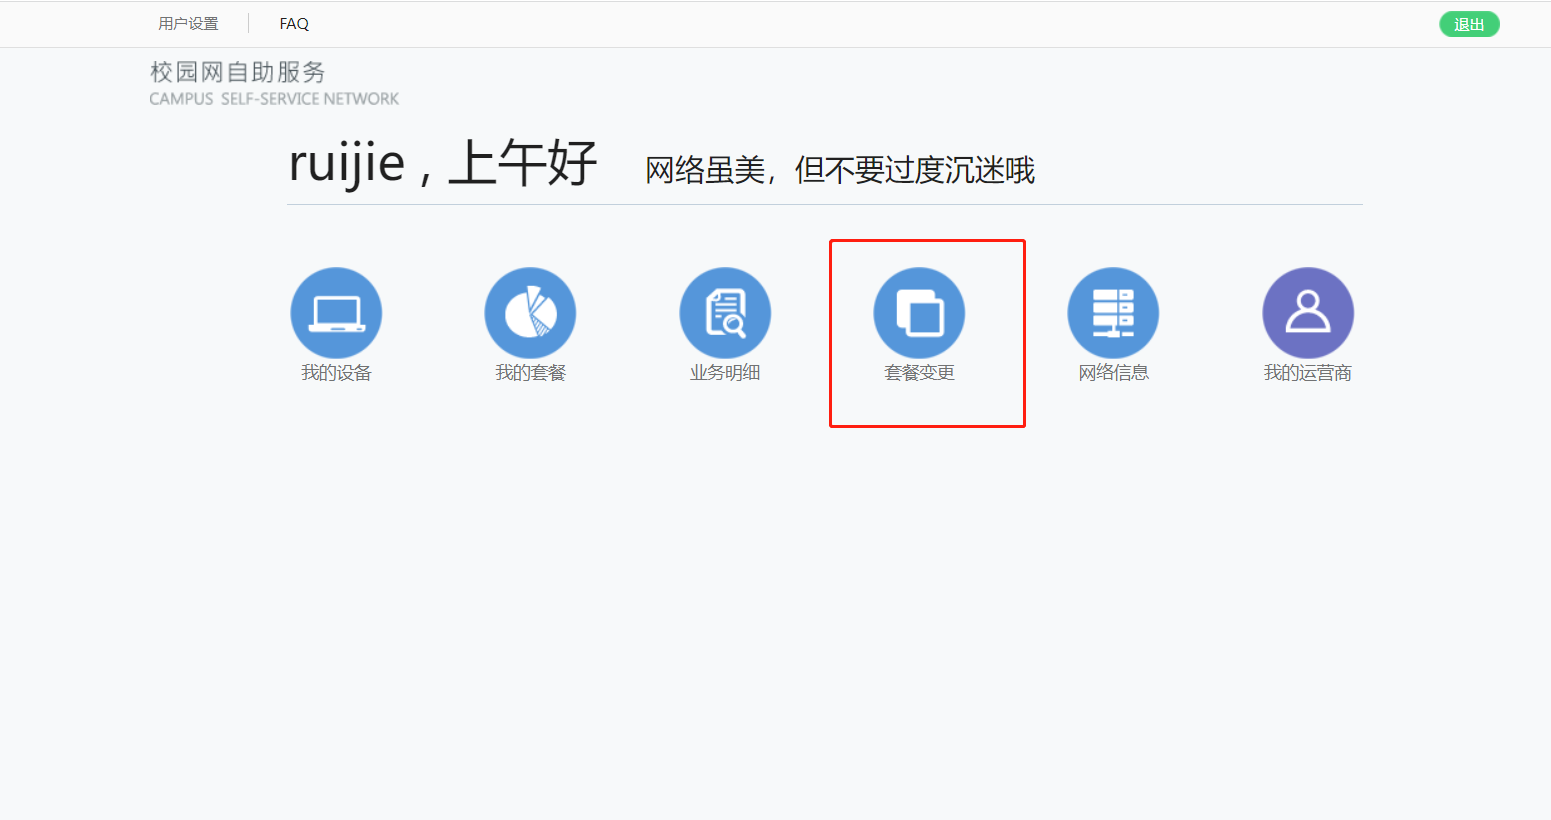 用户设置 FAQ 退出
校园网自助服务
CAMPUS SELF-SERVICE NETWORK
ruijie , 上午好 网络虽美，但不要过度沉迷哦
我的设备 我的套餐 业务明细 套餐变更 网络信息 我的运营商